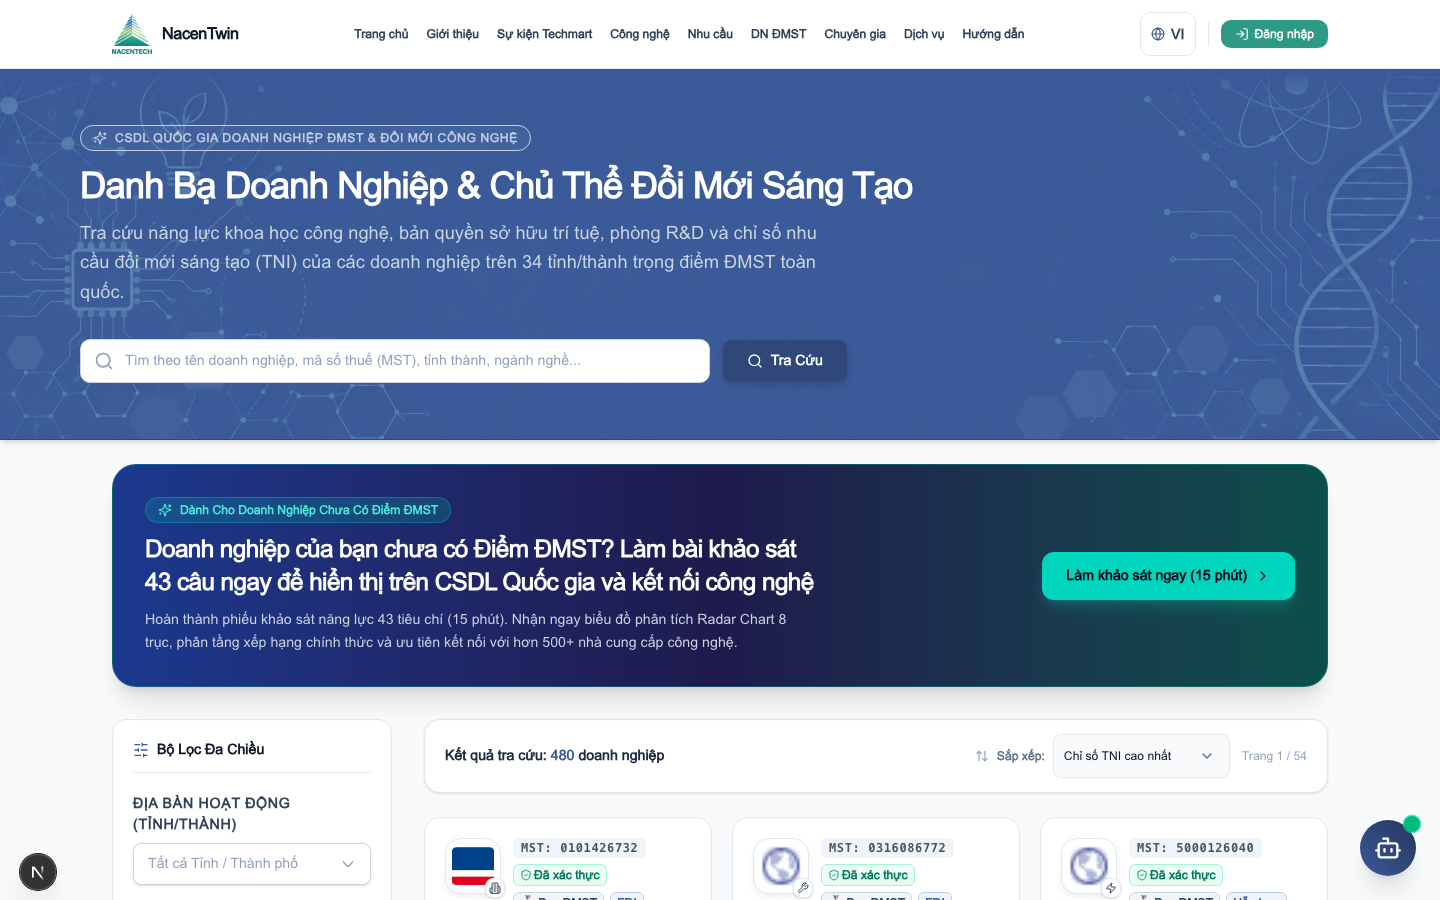 NACENTECH
NacenTwin
Trang chủ
Giới thiệu
Sự kiện Techmart
Công nghệ
Nhu cầu
DN ĐMST
Chuyên gia
Dịch vụ
Hướng dẫn
VI
Đăng nhập
CSDL QUỐC GIA DOANH NGHIỆP ĐMST & ĐỔI MỚI CÔNG NGHỆ
Danh Bạ Doanh Nghiệp & Chủ Thể Đổi Mới Sáng Tạo
Tra cứu năng lực khoa học công nghệ, bản quyền sở hữu trí tuệ, phòng R&D và chỉ số nhu
cầu đổi mới sáng tạo (TNI) của các doanh nghiệp trên 34 tỉnh/thành trọng điểm ĐMST toàn
quốc.
Tìm theo tên doanh nghiệp, mã số thuế (MST), tỉnh thành, ngành nghề...
Tra Cứu
Dành Cho Doanh Nghiệp Chưa Có Điểm ĐMST
Doanh nghiệp của bạn chưa có Điểm ĐMST? Làm bài khảo sát
43 câu ngay để hiển thị trên CSDL Quốc gia và kết nối công nghệ
Hoàn thành phiếu khảo sát năng lực 43 tiêu chí (15 phút). Nhận ngay biểu đồ phân tích Radar Chart 8
trục, phân tầng xếp hạng chính thức và ưu tiên kết nối với hơn 500+ nhà cung cấp công nghệ.
Làm khảo sát ngay (15 phút)
Bộ Lọc Đa Chiều
ĐỊA BÀN HOẠT ĐỘNG
(TỈNH/THÀNH)
Tất cả Tỉnh / Thành phố
Kết quả tra cứu: 480 doanh nghiệp
Sắp xếp:
Chỉ số TNI cao nhất
Trang 1 / 54
MST: 0101426732
Đã xác thực
MST: 0316086772
Đã xác thực
MST: 5000126040
Đã xác thực
N